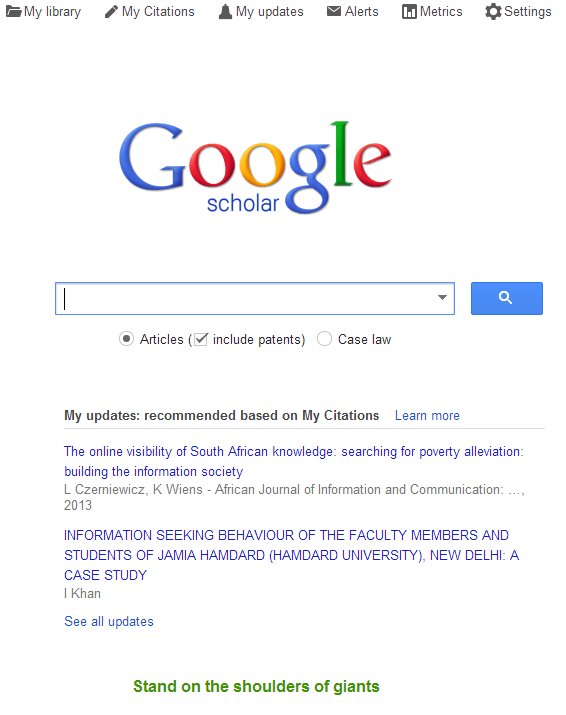 My library My Citations My updates Alerts Metrics Settings
Google
scholar
Articles (include patents) Case law
My updates: recommended based on My Citations Learn more
The online visibility of South African knowledge: searching for poverty alleviation:
building the information society
L Czerniewicz, K Wiens - African Journal of Information and Communication: ...,
2013
INFORMATION SEEKING BEHAVIOUR OF THE FACULTY MEMBERS AND
STUDENTS OF JAMIA HAMDARD (HAMDARD UNIVERSITY), NEW DELHI: A
CASE STUDY
I Khan
See all updates
Stand on the shoulders of giants